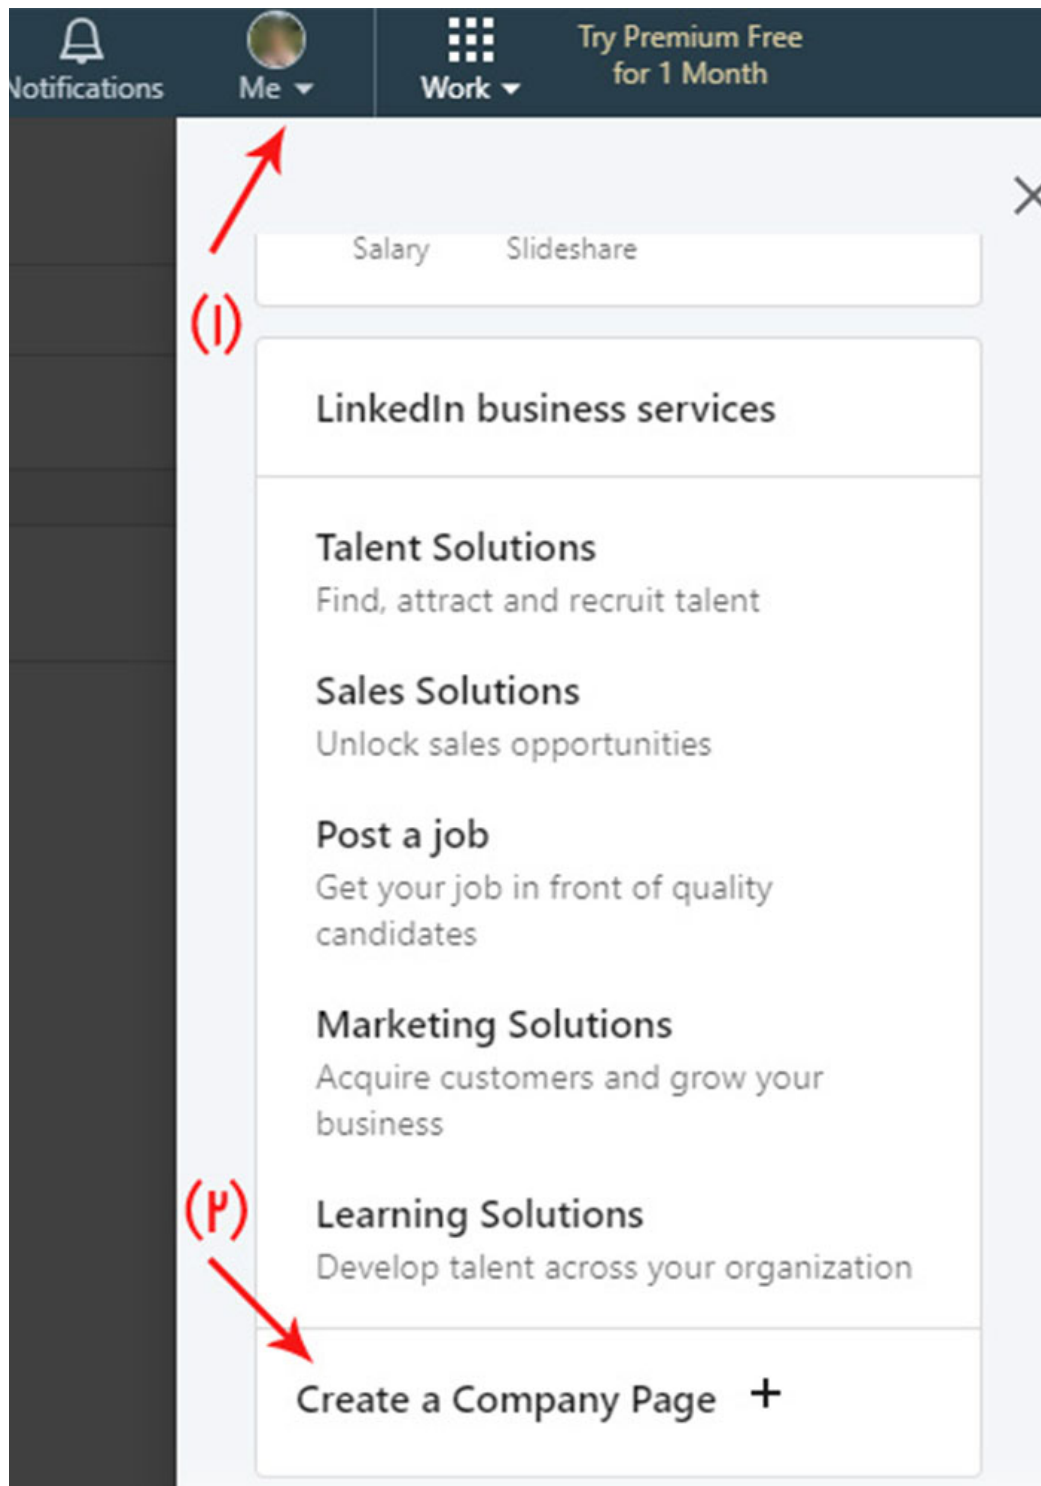 Notifications
Me
Work
Try Premium Free
for 1 Month
Salary
Slideshare
(۱)
LinkedIn business services
Talent Solutions
Find, attract and recruit talent
Sales Solutions
Unlock sales opportunities
Post a job
Get your job in front of quality
candidates
Marketing Solutions
Acquire customers and grow your
business
(۲)
Learning Solutions
Develop talent across your organization
Create a Company Page +